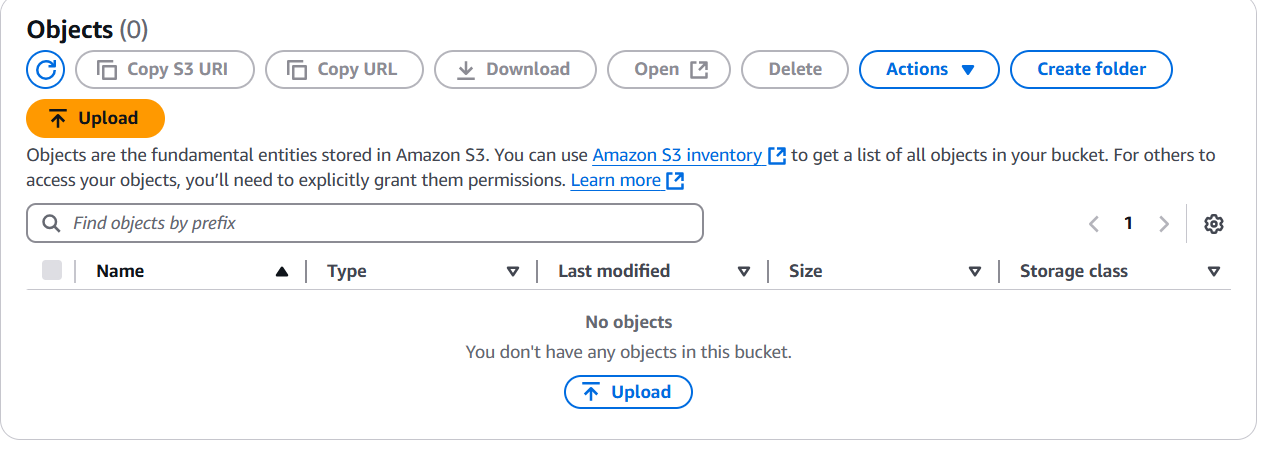 Objects (0)
Copy S3 URI Copy URL Download Open Delete Actions Create folder
Upload
Objects are the fundamental entities stored in Amazon S3. You can use Amazon S3 inventory to get a list of all objects in your bucket. For others to
access your objects, you’ll need to explicitly grant them permissions. Learn more
Find objects by prefix 1
Name Type Last modified Size Storage class
No objects
You don't have any objects in this bucket.
Upload